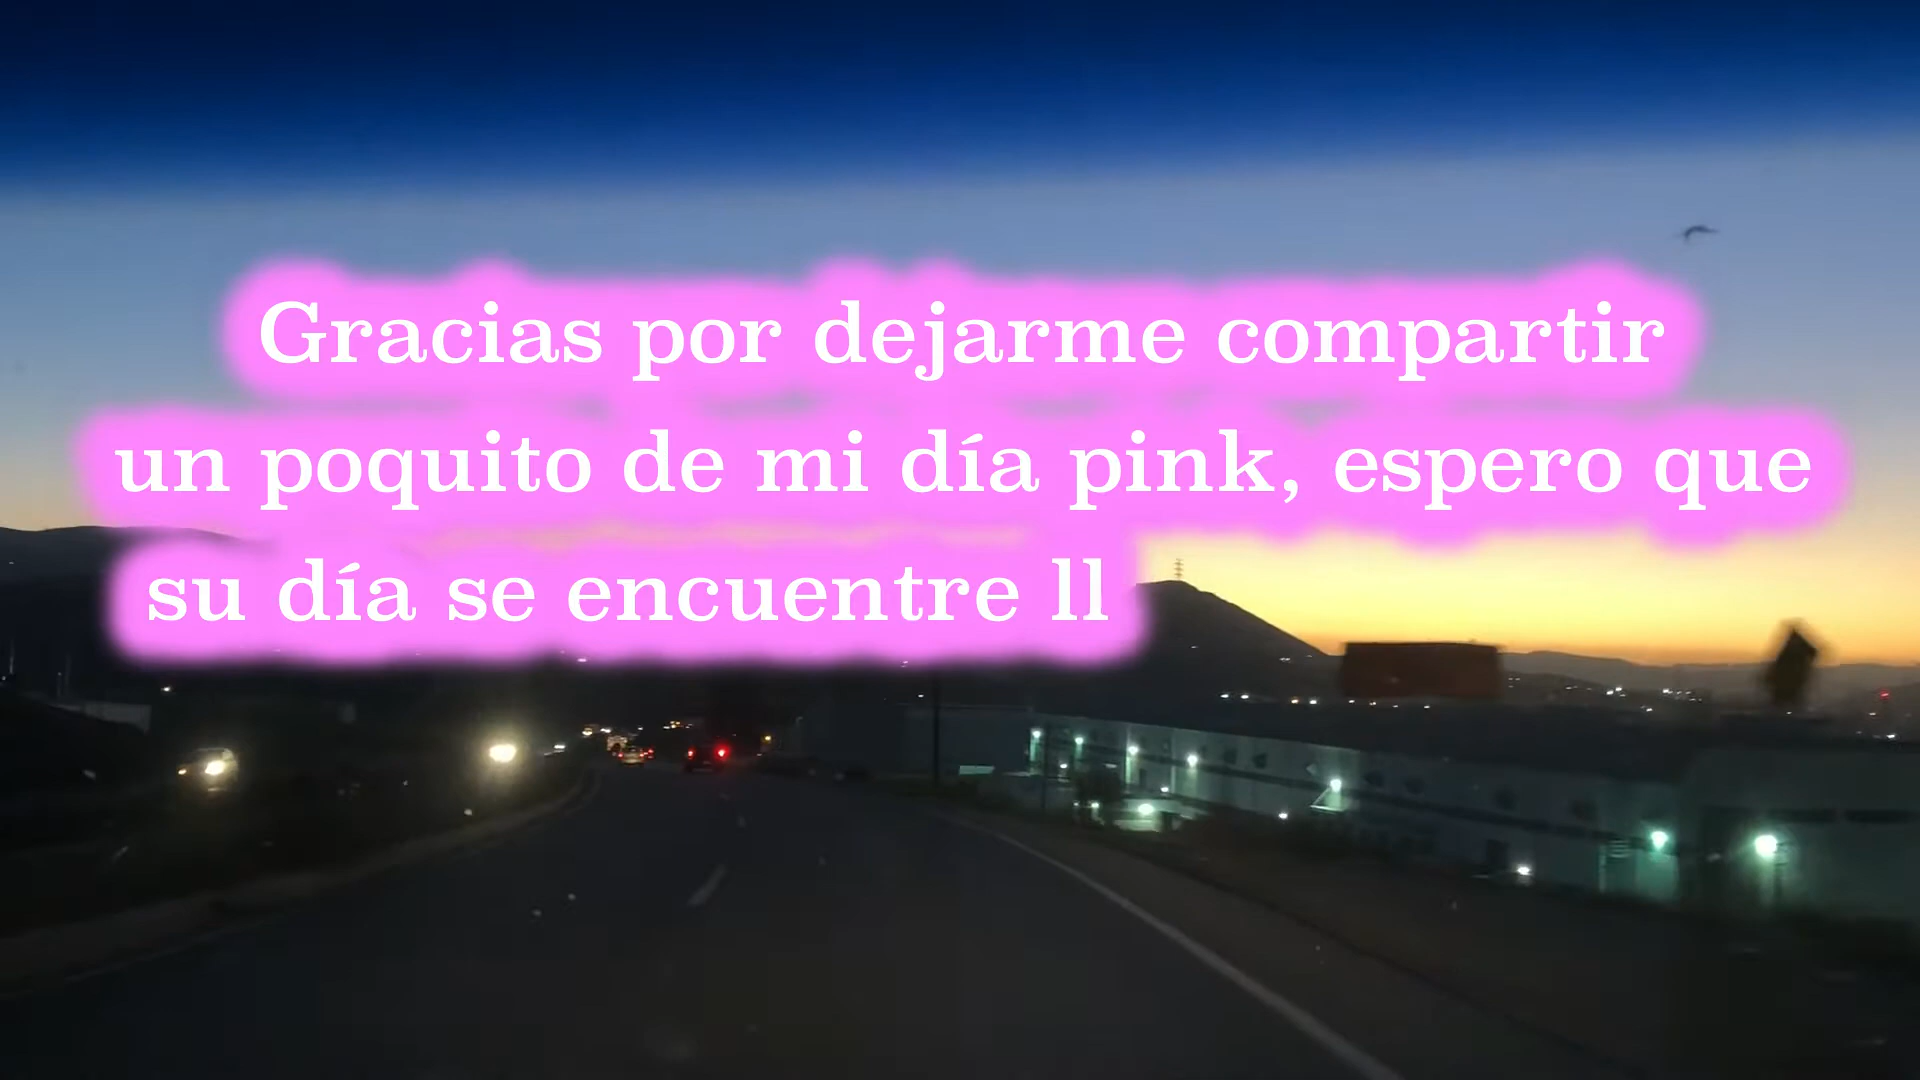 Gracias por dejarme compartir
un poquito de mi día pink, espero que
su día se encuentre ll